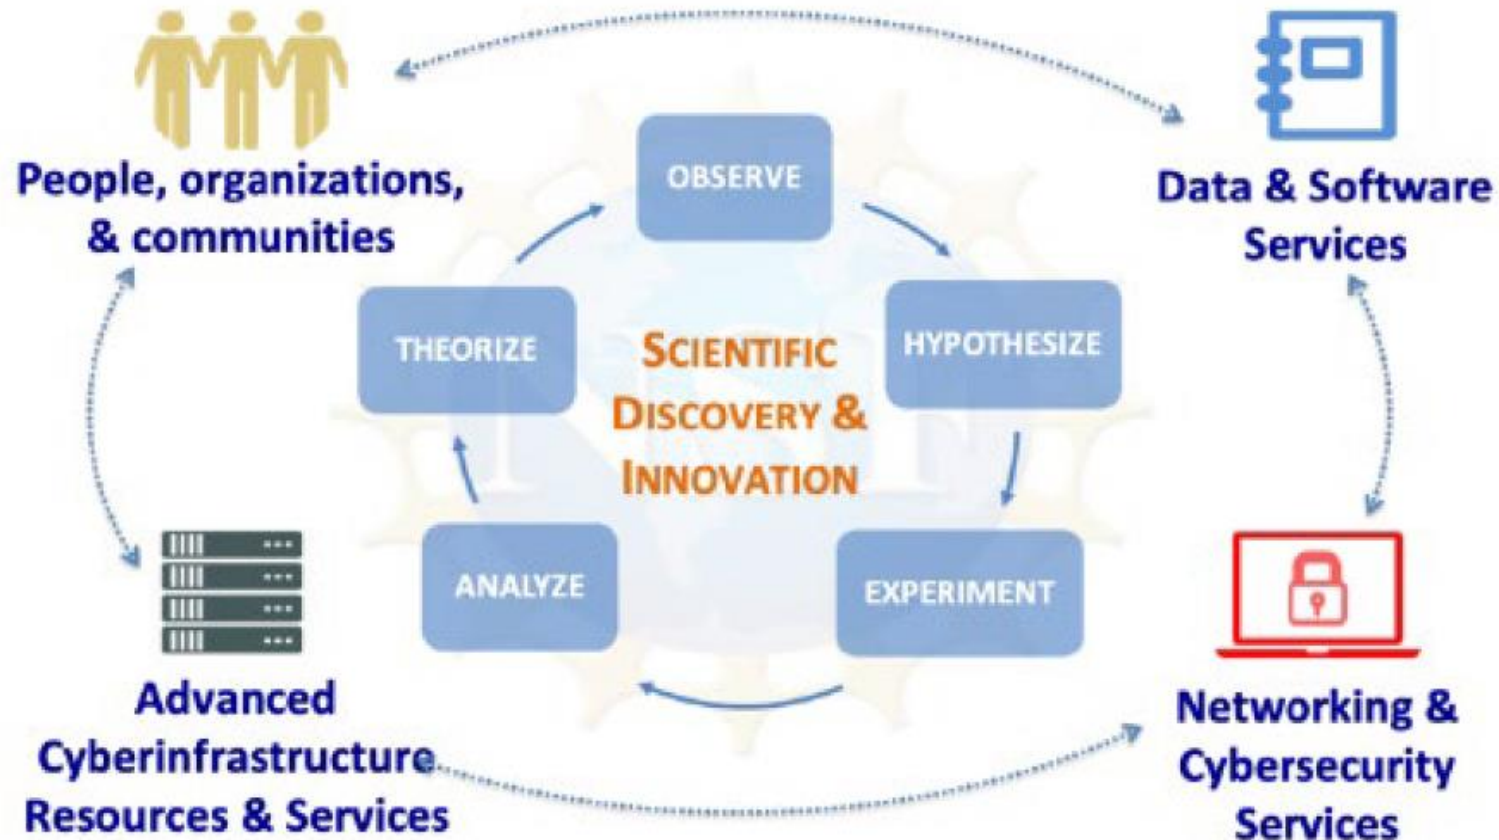 People, organizations,
& communities
Data & Software
Services
OBSERVE
THEORIZE
HYPOTHESIZE
SCIENTIFIC
DISCOVERY &
INNOVATION
NSF
ANALYZE
EXPERIMENT
Advanced
Cyberinfrastructure
Resources & Services
Networking &
Cybersecurity
Services